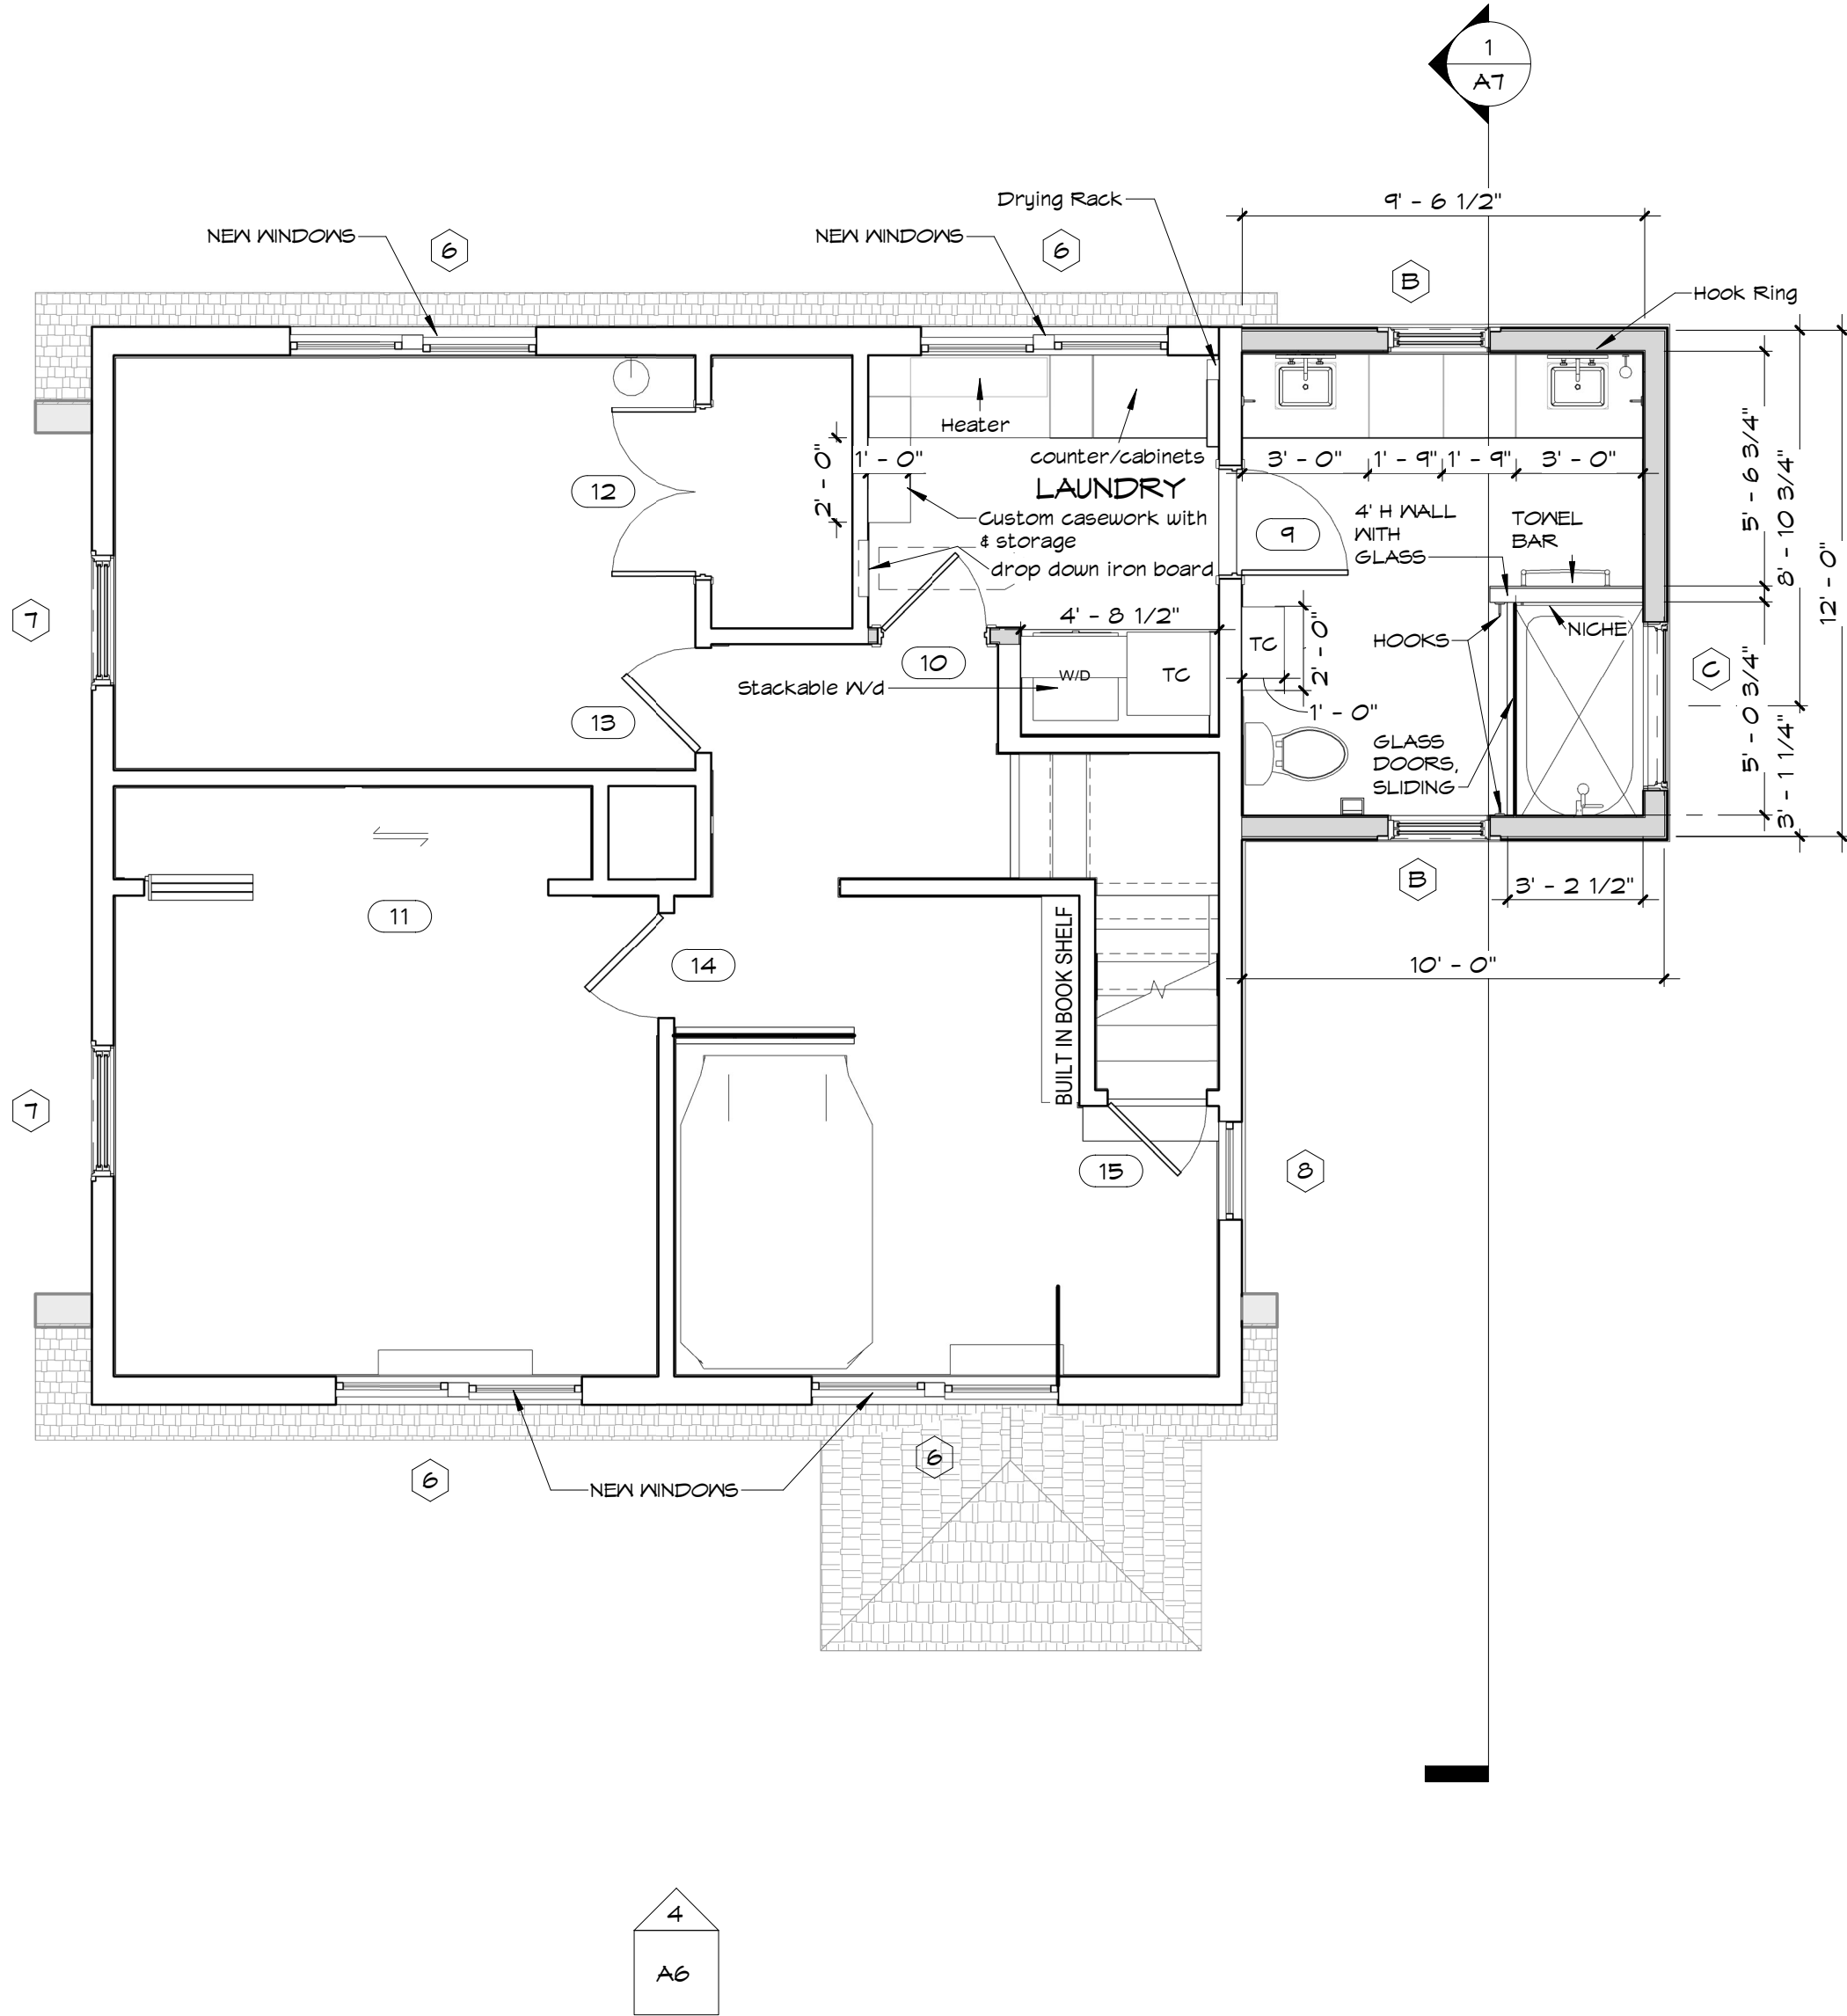 1
A7
Drying Rack
9' - 6 1/2"
NEW WINDOWS
6
NEW WINDOWS
6
B
Hook Ring
Heater
counter/cabinets
1' - 0"
2' - 0"
3' - 0"
1' - 9"
1' - 9"
3' - 0"
5' - 6 3/4"
8' - 10 3/4"
12' - 0"
12
LAUNDRY
Custom casework with
& storage
drop down iron board
9
4' H WALL
WITH
GLASS
TOWEL
BAR
7
4' - 8 1/2"
TC
2' - 0"
HOOKS
NICHE
10
W/D
TC
Stackable W/d
C
1' - 0"
13
GLASS
DOORS,
SLIDING
5' - 0 3/4"
3' - 1 1/4"
B
3' - 2 1/2"
11
14
BUILT IN BOOK SHELF
10' - 0"
7
15
8
6
6
NEW WINDOWS
4
A6